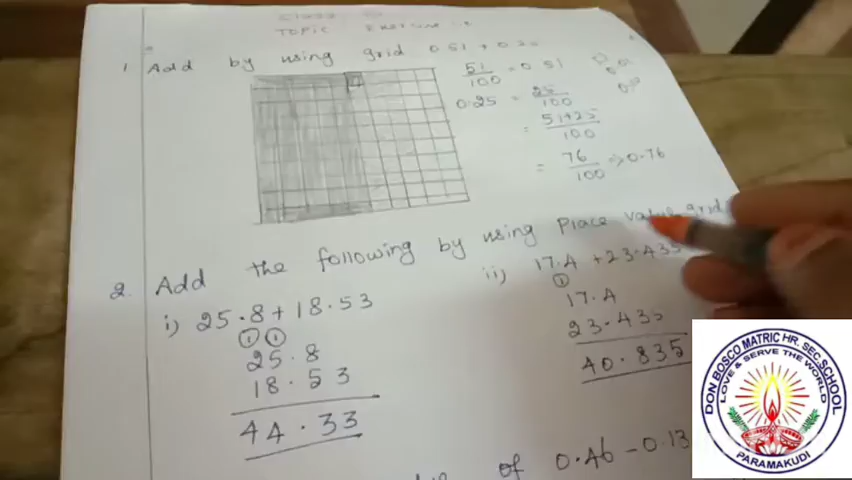 Topic Exercise
1 Add by using grid 0.51 + 0.25
51/100 = 0.51
0.25 = 25/100
= 51+25/100
= 76/100 => 0.76
2. Add the following by using Place value grid
i) 25.8 + 18.53
1 1
25.8
18.53
44.33
ii) 17.4 + 23.435
1
17.4
23.435
40.835
of 0.46 - 0.13
DON BOSCO MATRIC HR. SEC. SCHOOL
LOVE & SERVE THE WORLD
PARAMAKUDI